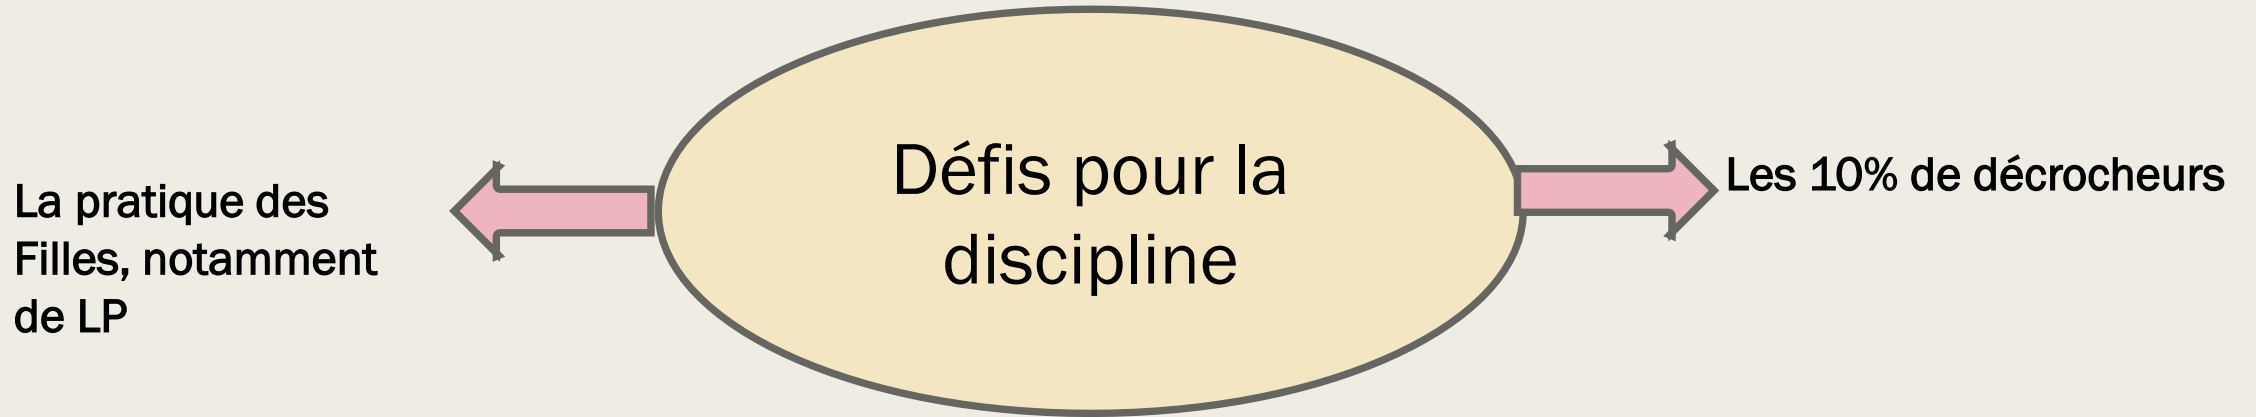 La pratique des
Filles, notamment
de LP
Défis pour la
discipline
Les 10% de décrocheurs